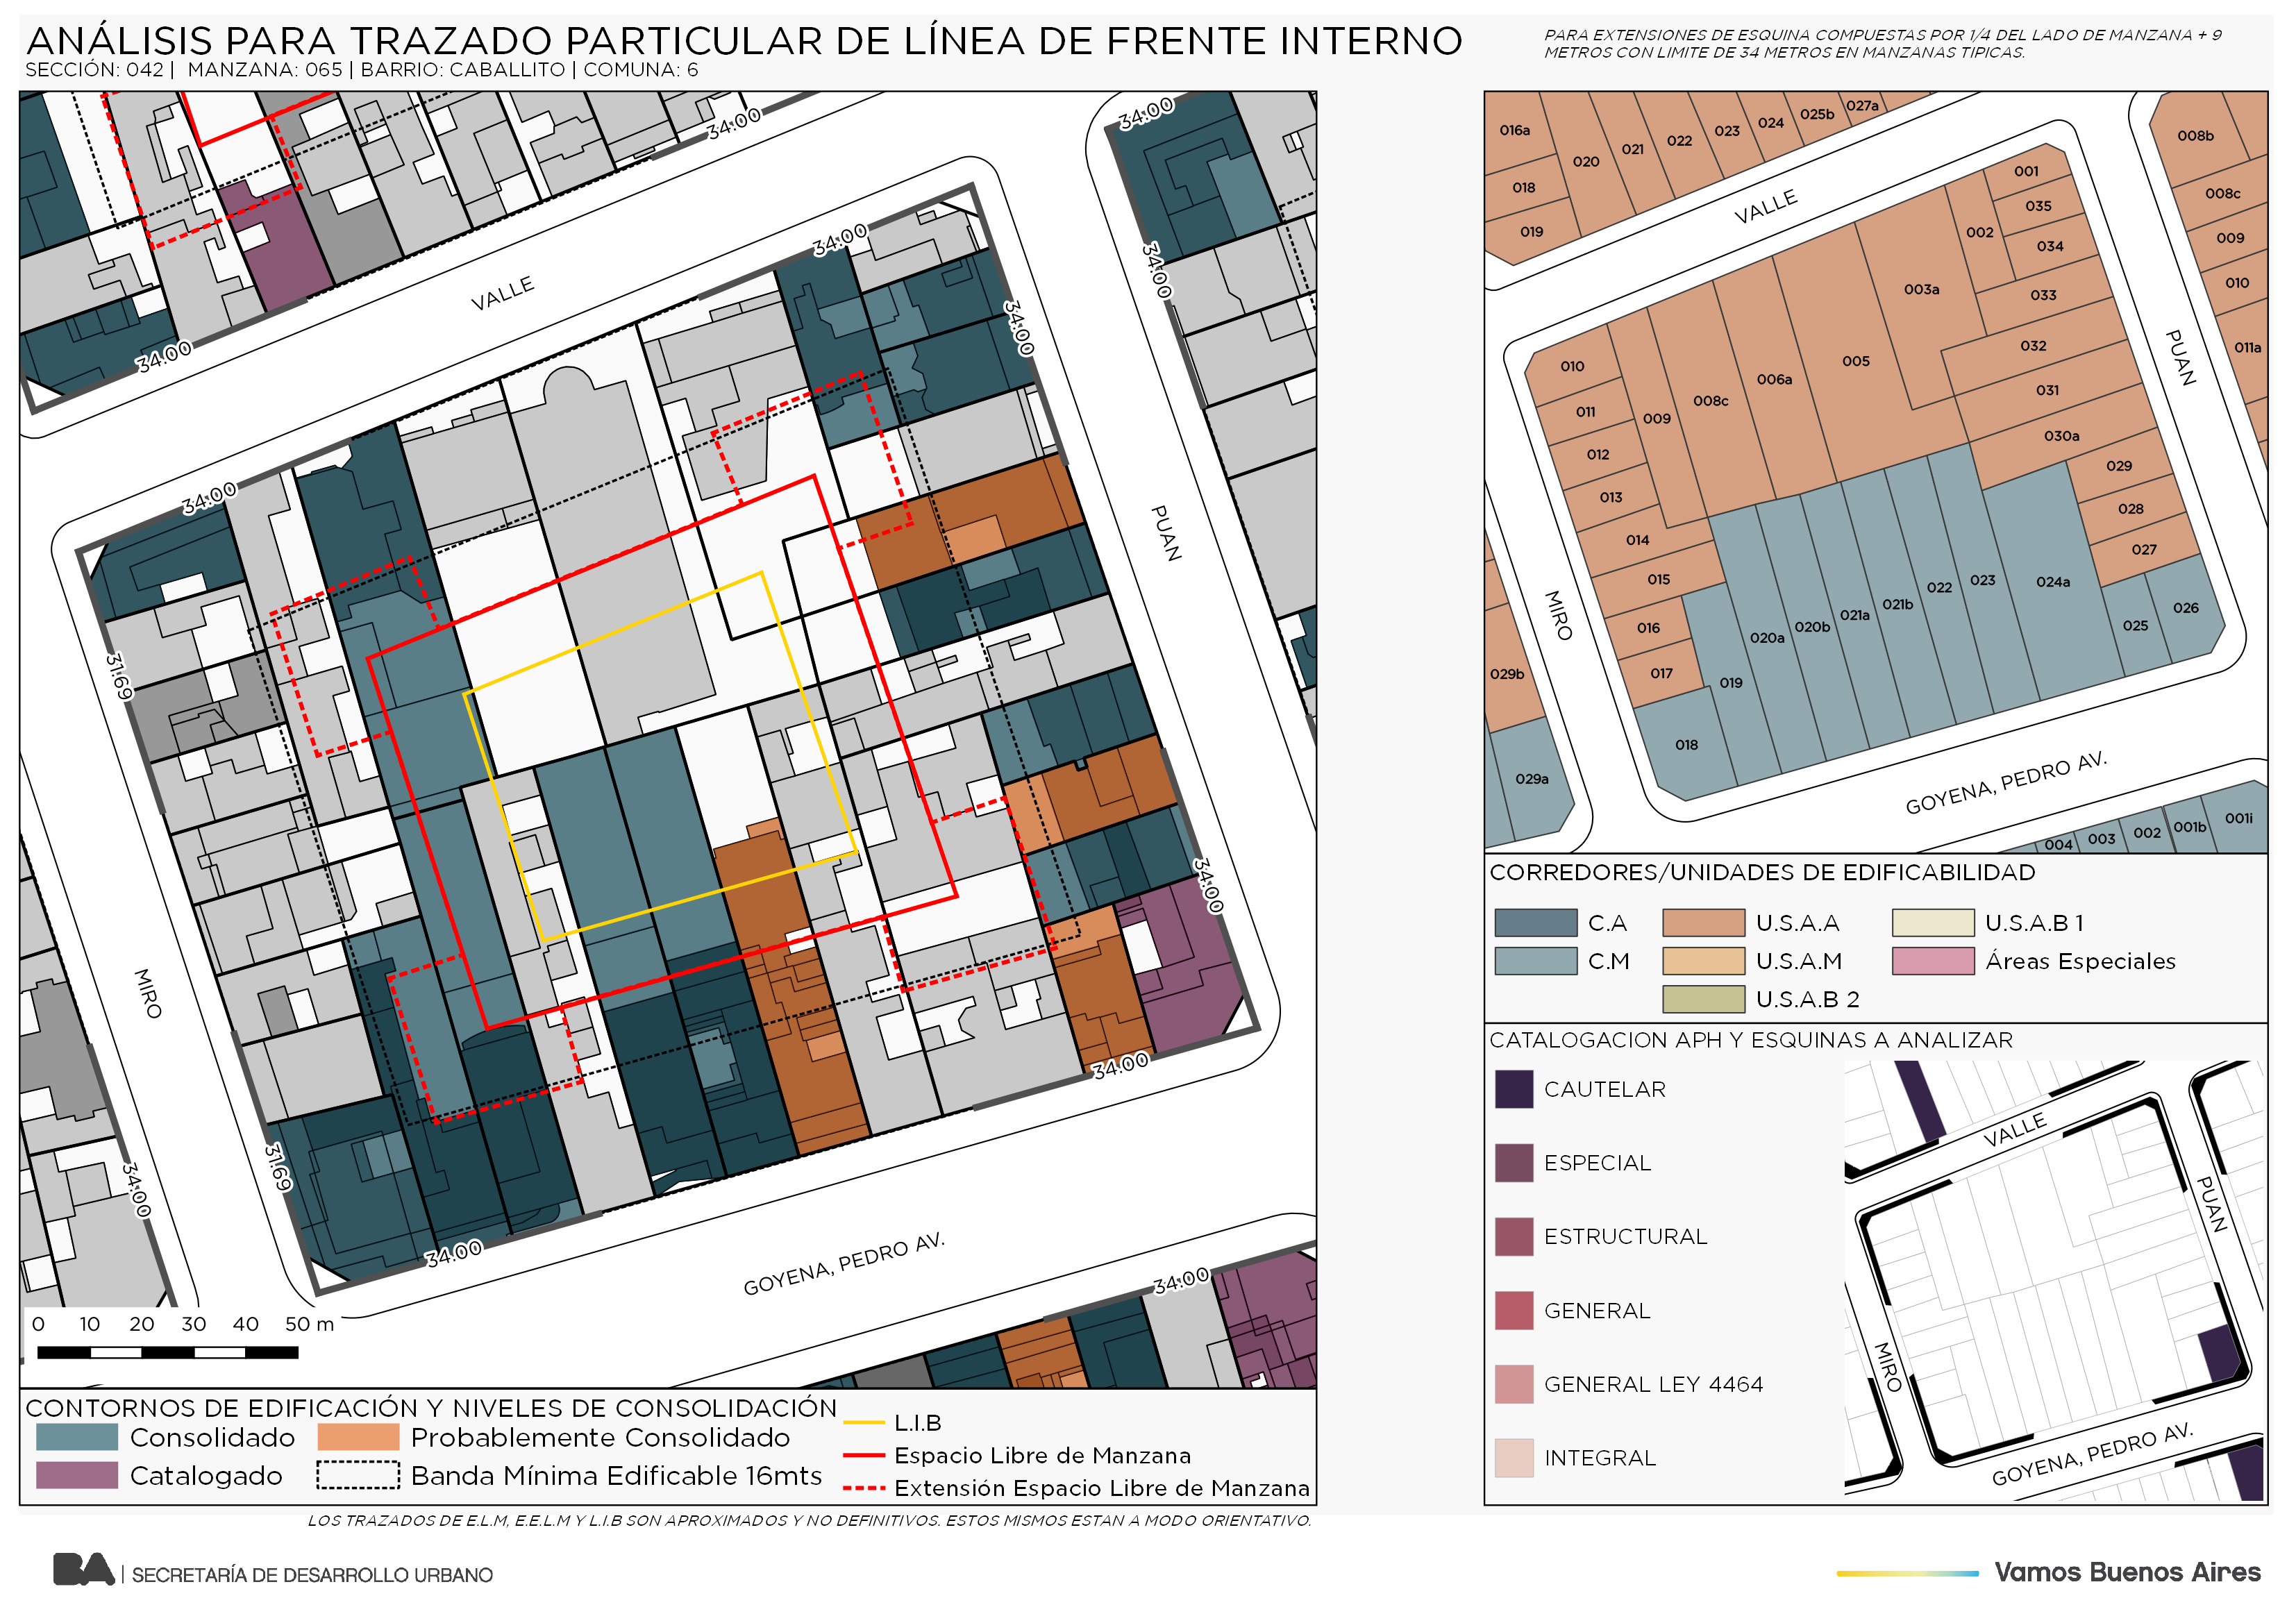 ANÁLISIS PARA TRAZADO PARTICULAR DE LÍNEA DE FRENTE INTERNO
SECCIÓN: 042 | MANZANA: 065 | BARRIO: CABALLITO | COMUNA: 6
PARA EXTENSIONES DE ESQUINA COMPUESTAS POR 1/4 DEL LADO DE MANZANA + 9
METROS CON LIMITE DE 34 METROS EN MANZANAS TIPICAS.
34.00
34.00
34.00
34.00
VALLE
34.00
34.00
34.00
PUAN
31.69
34.00
MIRO
31.69
34.00
34.00
34.00
GOYENA, PEDRO AV.
34.00
0 10 20 30 40 50 m
CONTORNOS DE EDIFICACIÓN Y NIVELES DE CONSOLIDACIÓN
Consolidado
Probablemente Consolidado
Catalogado
Banda Mínima Edificable 16mts
L.I.B
Espacio Libre de Manzana
Extensión Espacio Libre de Manzana
LOS TRAZADOS DE E.L.M, E.E.L.M Y L.I.B SON APROXIMADOS Y NO DEFINITIVOS. ESTOS MISMOS ESTAN A MODO ORIENTATIVO.
016a
018
019
020
021
022
023
024
025b
027a
VALLE
008b
008c
009
010
011a
PUAN
001
035
034
002
033
003a
032
031
030a
029
028
027
026
025
005
006a
008c
009
010
011
012
013
014
015
016
017
018
019
020a
020b
021a
021b
022
023
024a
MIRO
029b
029a
GOYENA, PEDRO AV.
004
003
002
001b
001i
CORREDORES/UNIDADES DE EDIFICABILIDAD
C.A
U.S.A.A
U.S.A.B 1
C.M
U.S.A.M
Áreas Especiales
U.S.A.B 2
CATALOGACION APH Y ESQUINAS A ANALIZAR
CAUTELAR
ESPECIAL
ESTRUCTURAL
GENERAL
GENERAL LEY 4464
INTEGRAL
VALLE
PUAN
MIRO
GOYENA, PEDRO AV.
BA | SECRETARÍA DE DESARROLLO URBANO
Vamos Buenos Aires